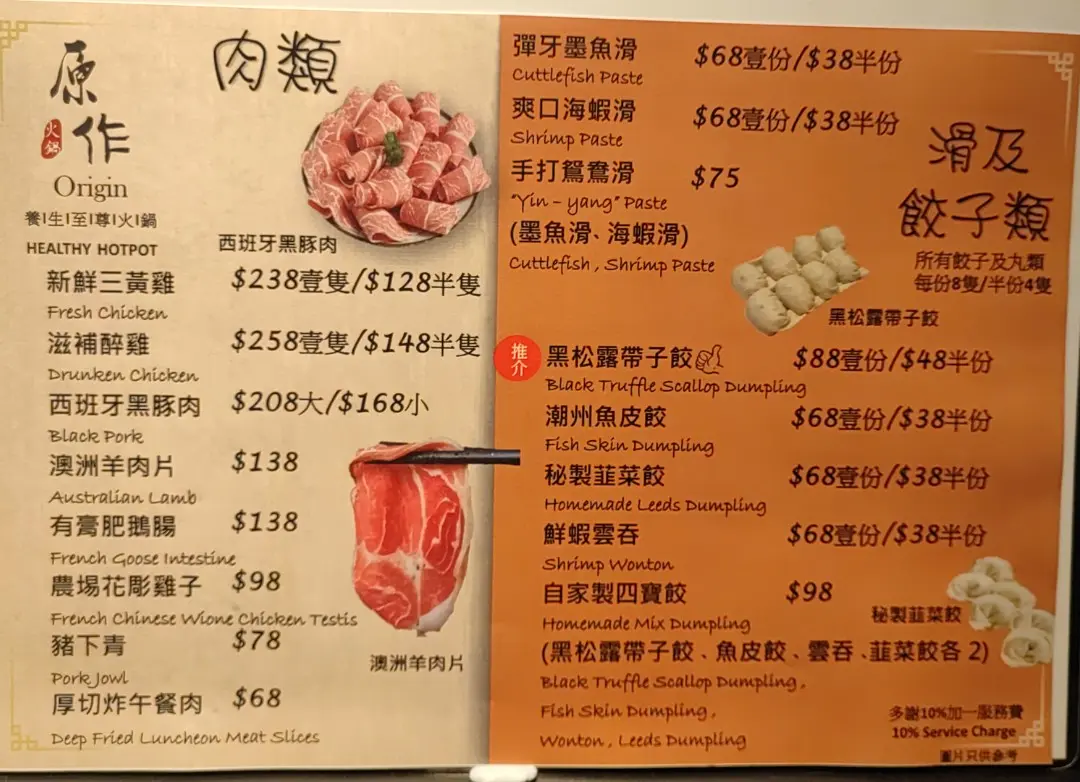 原作
火鍋
Origin
養|生|至|尊|火|鍋
HEALTHY HOTPOT
肉類
西班牙黑豚肉
新鮮三黃雞 $238壹隻/$128半隻
Fresh Chicken
滋補醉雞 $258壹隻/$148半隻
Drunken Chicken
西班牙黑豚肉 $208大/$168小
Black Pork
澳洲羊肉片 $138
Australian Lamb
有膏肥鵝腸 $138
French Goose Intestine
農場花彫雞子 $98
French Chinese Wione Chicken Testis
豬下青 $78
Pork Jowl
厚切炸午餐肉 $68
Deep Fried Luncheon Meat Slices
澳洲羊肉片
彈牙墨魚滑 $68壹份/$38半份
Cuttlefish Paste
爽口海蝦滑 $68壹份/$38半份
Shrimp Paste
手打鴛鴦滑 $75
"Yin - yang" Paste
(墨魚滑、海蝦滑)
Cuttlefish , Shrimp Paste
滑及
餃子類
所有餃子及丸類
每份8隻/半份4隻
黑松露帶子餃
推介
黑松露帶子餃 $88壹份/$48半份
Black Truffle Scallop Dumpling
潮州魚皮餃 $68壹份/$38半份
Fish Skin Dumpling
秘製韮菜餃 $68壹份/$38半份
Homemade Leeds Dumpling
鮮蝦雲吞 $68壹份/$38半份
Shrimp Wonton
自家製四寶餃 $98
Homemade Mix Dumpling
(黑松露帶子餃、魚皮餃、雲吞、韮菜餃各 2)
Black Truffle Scallop Dumpling ,
Fish Skin Dumpling ,
Wonton , Leeds Dumpling
秘製韮菜餃
多謝10%加一服務費
10% Service Charge
圖片只供參考